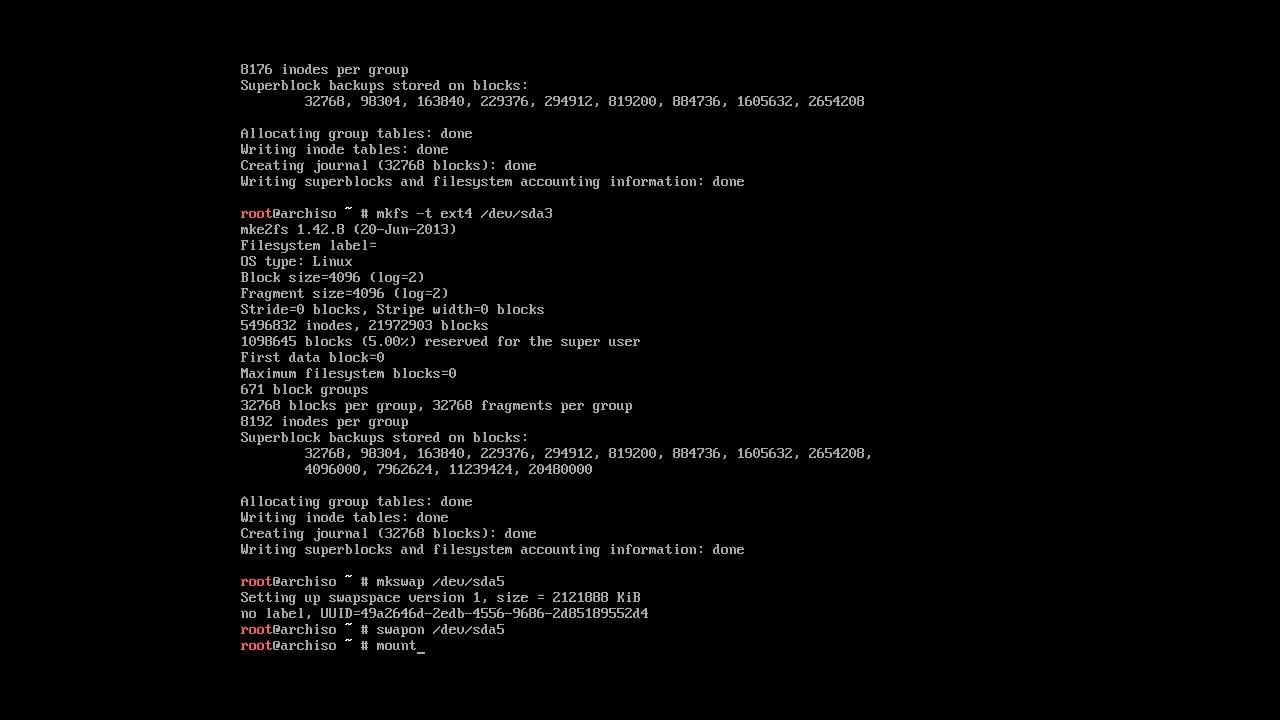 8176 inodes per group
Superblock backups stored on blocks:
32768, 98304, 163840, 229376, 294912, 819200, 884736, 1605632, 2654208
Allocating group tables: done
Writing inode tables: done
Creating journal (32768 blocks): done
Writing superblocks and filesystem accounting information: done
root@archiso ~ # mkfs -t ext4 /dev/sda3
mke2fs 1.42.8 (20-Jun-2013)
Filesystem label=
OS type: Linux
Block size=4096 (log=2)
Fragment size=4096 (log=2)
Stride=0 blocks, Stripe width=0 blocks
5496832 inodes, 21972903 blocks
1098645 blocks (5.00%) reserved for the super user
First data block=0
Maximum filesystem blocks=0
671 block groups
32768 blocks per group, 32768 fragments per group
8192 inodes per group
Superblock backups stored on blocks:
32768, 98304, 163840, 229376, 294912, 819200, 884736, 1605632, 2654208,
4096000, 7962624, 11239424, 20480000
Allocating group tables: done
Writing inode tables: done
Creating journal (32768 blocks): done
Writing superblocks and filesystem accounting information: done
root@archiso ~ # mkswap /dev/sda5
Setting up swapspace version 1, size = 2121888 KiB
no label, UUID=49a2646d-2edb-4556-9686-2d85189552d4
root@archiso ~ # swapon /dev/sda5
root@archiso ~ # mount_